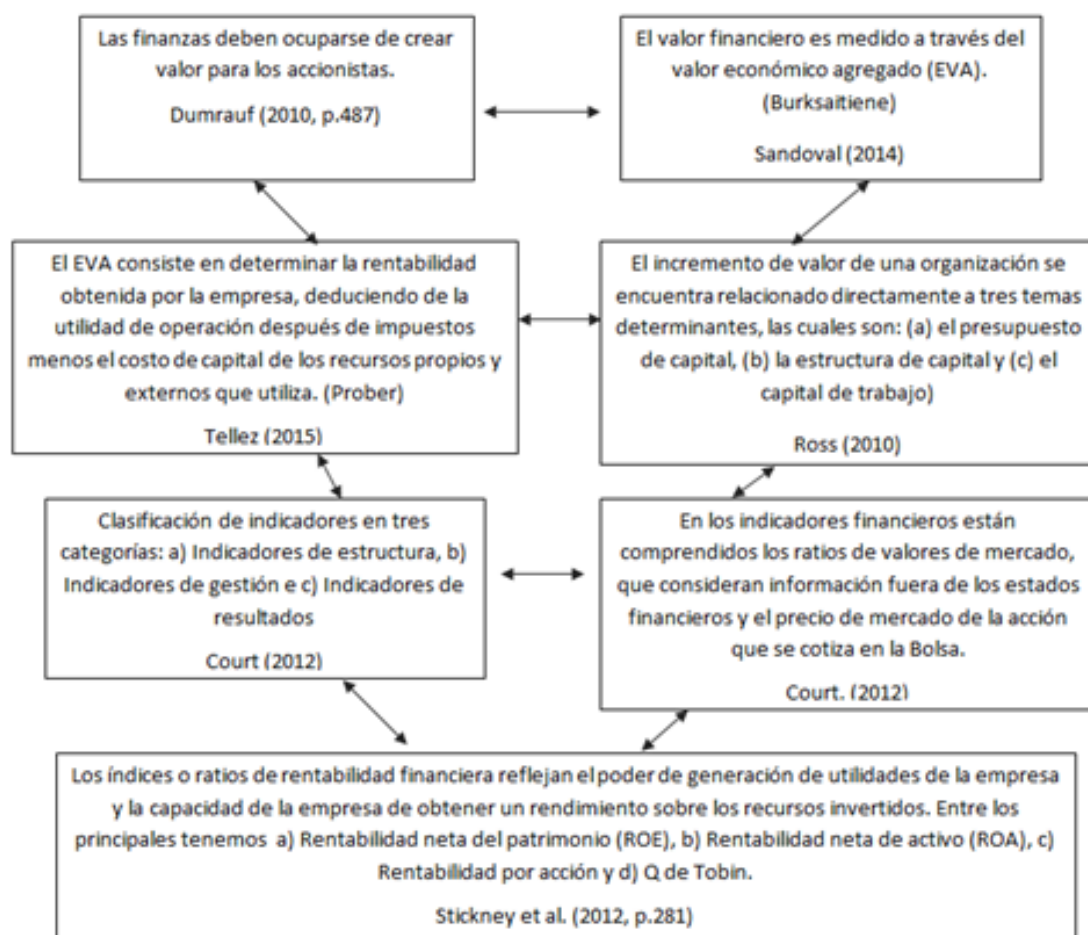 Las finanzas deben ocuparse de crear
valor para los accionistas.
Dumrauf (2010, p.487)
El valor financiero es medido a través del
valor económico agregado (EVA).
(Burksaitiene)
Sandoval (2014)
El EVA consiste en determinar la rentabilidad
obtenida por la empresa, deduciendo de la
utilidad de operación después de impuestos
menos el costo de capital de los recursos propios y
externos que utiliza. (Prober)
Tellez (2015)
El incremento de valor de una organización se
encuentra relacionado directamente a tres temas
determinantes, las cuales son: (a) el presupuesto
de capital, (b) la estructura de capital y (c) el
capital de trabajo)
Ross (2010)
Clasificación de indicadores en tres
categorías: a) Indicadores de estructura, b)
Indicadores de gestión e c) Indicadores de
resultados
Court (2012)
En los indicadores financieros están
comprendidos los ratios de valores de mercado,
que consideran información fuera de los estados
financieros y el precio de mercado de la acción
que se cotiza en la Bolsa.
Court. (2012)
Los índices o ratios de rentabilidad financiera reflejan el poder de generación de utilidades de la empresa
y la capacidad de la empresa de obtener un rendimiento sobre los recursos invertidos. Entre los
principales tenemos a) Rentabilidad neta del patrimonio (ROE), b) Rentabilidad neta de activo (ROA), c)
Rentabilidad por acción y d) Q de Tobin.
Stickney et al. (2012, p.281)